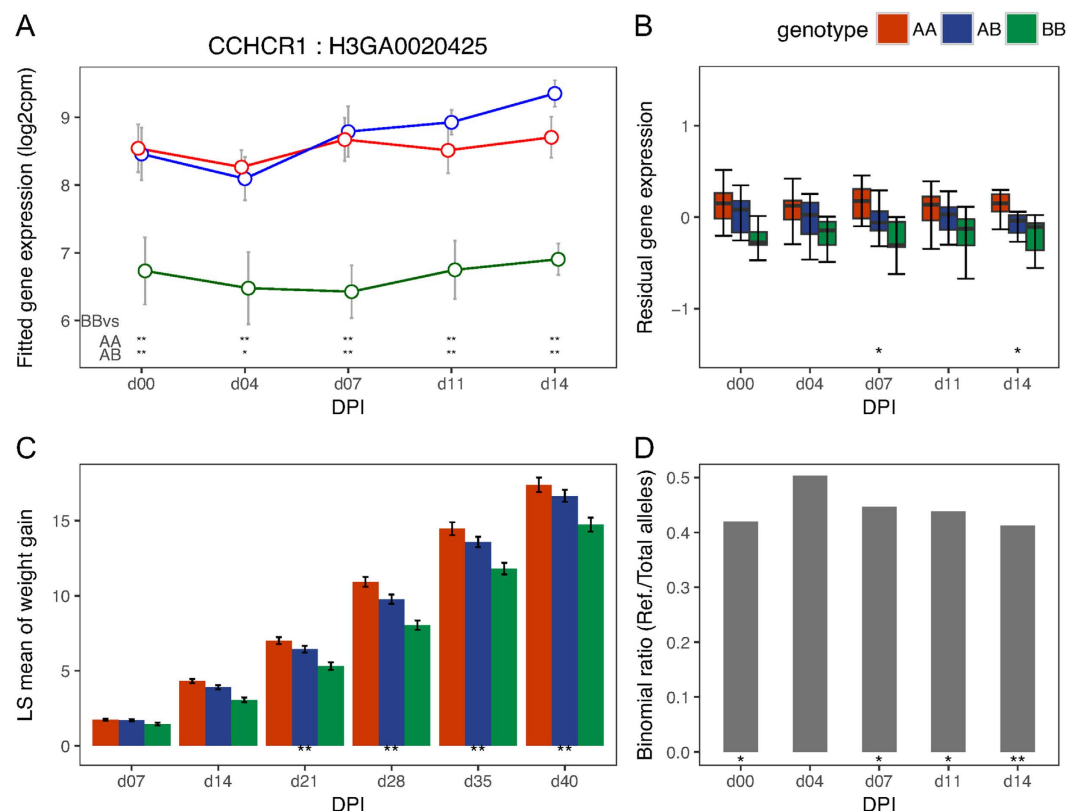 A
CCHCR1 : H3GA0020425
Fitted gene expression (log2cpm)
9
8
7
6
BBvs
AA ** ** ** ** **
AB ** * ** ** **
d00 d04 d07 d11 d14
DPI
B
genotype AA AB BB
Residual gene expression
1
0
−1
* *
d00 d04 d07 d11 d14
DPI
C
LS mean of weight gain
15
10
5
0
** ** ** **
d07 d14 d21 d28 d35 d40
DPI
D
Binomial ratio (Ref./Total alleles)
0.5
0.4
0.3
0.2
0.1
0.0
* * * **
d00 d04 d07 d11 d14
DPI